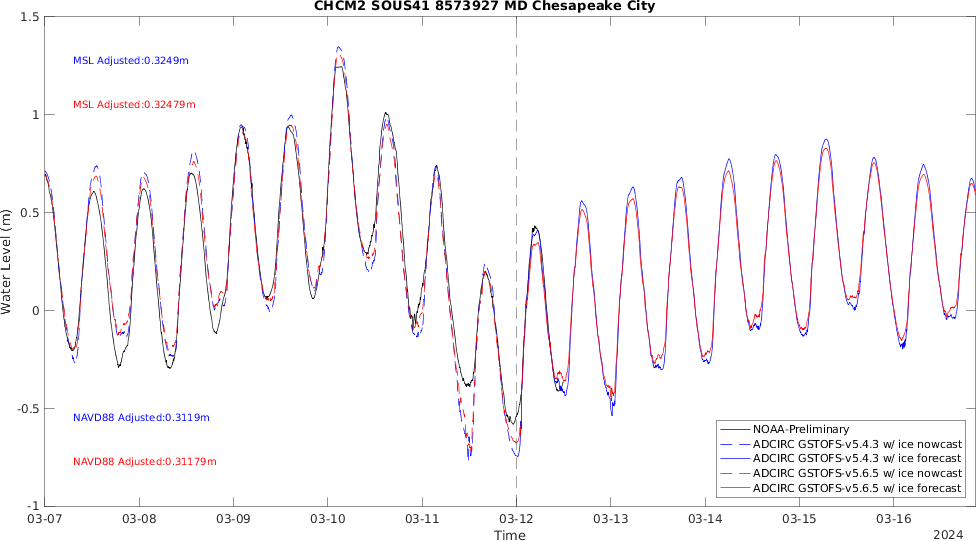 CHCM2 SOUS41 8573927 MD Chesapeake City
1.5
1
0.5
0
-0.5
-1
Water Level (m)
MSL Adjusted:0.3249m
MSL Adjusted:0.32479m
NAVD88 Adjusted:0.3119m
NAVD88 Adjusted:0.31179m
NOAA-Preliminary
ADCIRC GSTOFS-v5.4.3 w/ ice nowcast
ADCIRC GSTOFS-v5.4.3 w/ ice forecast
ADCIRC GSTOFS-v5.6.5 w/ ice nowcast
ADCIRC GSTOFS-v5.6.5 w/ ice forecast
03-07 03-08 03-09 03-10 03-11 03-12 03-13 03-14 03-15 03-16
Time
2024